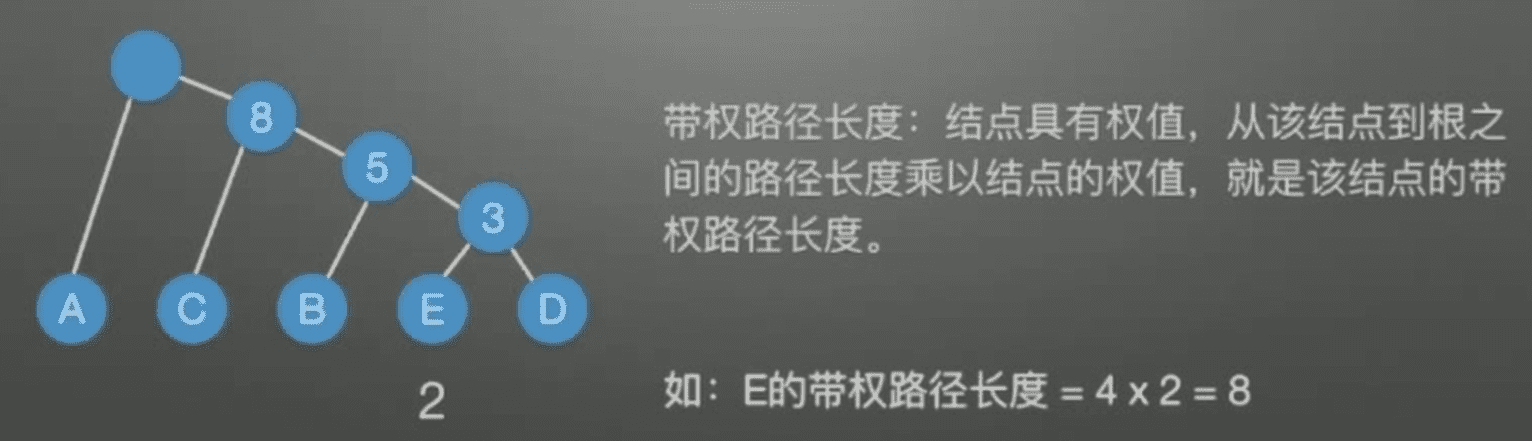 8
5
3
A C B E D
2
带权路径长度：结点具有权值，从该结点到根之
间的路径长度乘以结点的权值，就是该结点的带
权路径长度。
如：E的带权路径长度 = 4 x 2 = 8